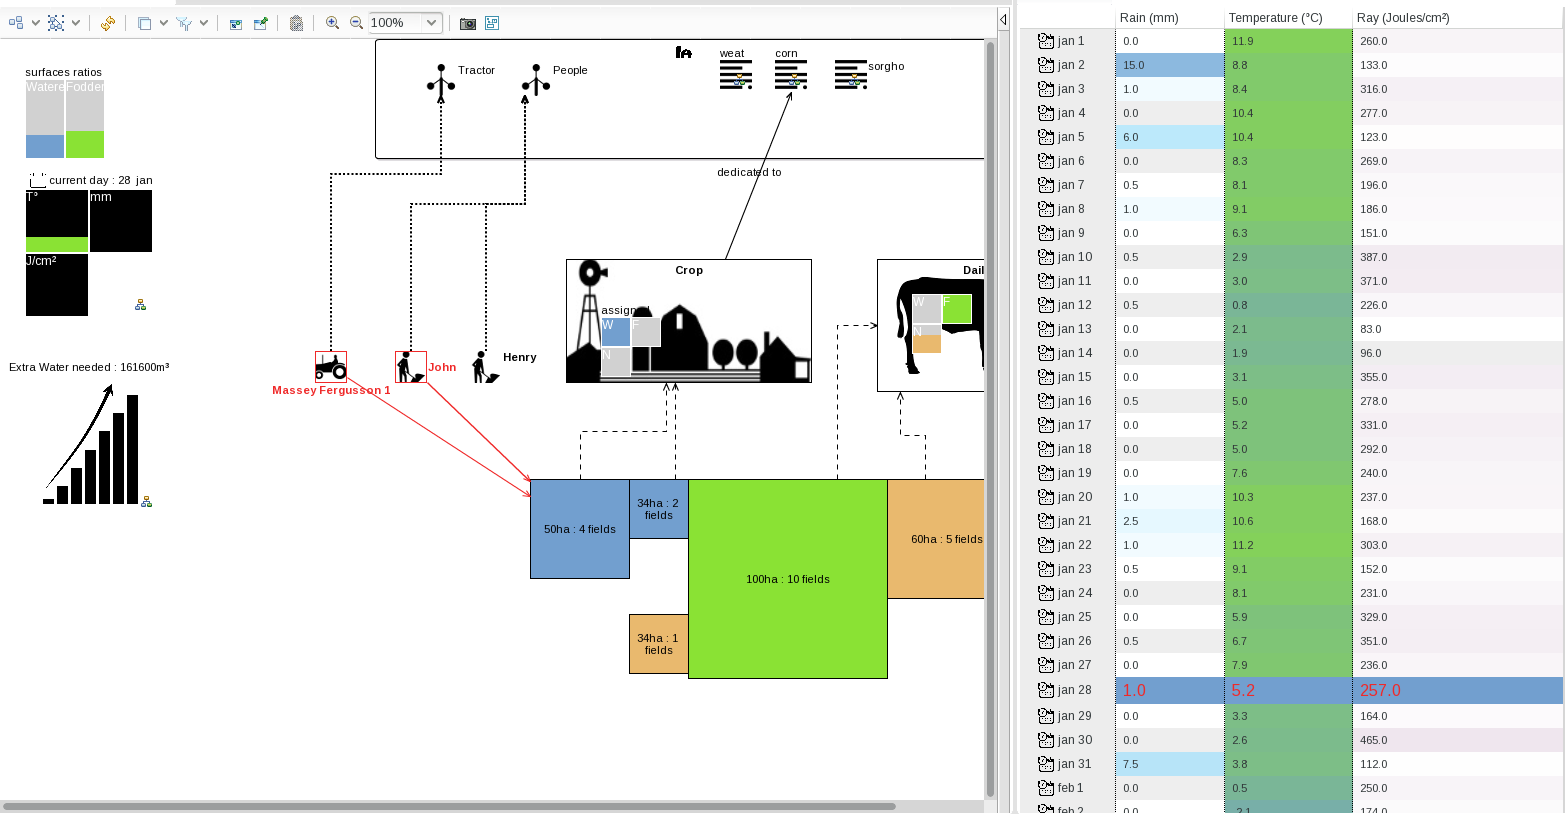 100%
surfaces ratios
Watere
Fodder
current day : 28 jan
T°
mm
J/cm²
Extra Water needed : 161600m³
Tractor
People
weat
corn
sorgho
dedicated to
Crop
assign
W
F
N
Dail
W
F
N
Massey Fergusson 1
John
Henry
50ha : 4 fields
34ha : 2
fields
100ha : 10 fields
60ha : 5 fields
34ha : 1
fields
Rain (mm) Temperature (°C) Ray (Joules/cm²)
jan 1 0.0 11.9 260.0
jan 2 15.0 8.8 133.0
jan 3 1.0 8.4 316.0
jan 4 0.0 10.4 277.0
jan 5 6.0 10.4 123.0
jan 6 0.0 8.3 269.0
jan 7 0.5 8.1 196.0
jan 8 1.0 9.1 186.0
jan 9 0.0 6.3 151.0
jan 10 0.5 2.9 387.0
jan 11 0.0 3.0 371.0
jan 12 0.5 0.8 226.0
jan 13 0.0 2.1 83.0
jan 14 0.0 1.9 96.0
jan 15 0.0 3.1 355.0
jan 16 0.5 5.0 278.0
jan 17 0.0 5.2 331.0
jan 18 0.0 5.0 292.0
jan 19 0.0 7.6 240.0
jan 20 1.0 10.3 237.0
jan 21 2.5 10.6 168.0
jan 22 1.0 11.2 303.0
jan 23 0.5 9.1 152.0
jan 24 0.0 8.1 231.0
jan 25 0.0 5.9 329.0
jan 26 0.5 6.7 351.0
jan 27 0.0 7.9 236.0
jan 28 1.0 5.2 257.0
jan 29 0.0 3.3 164.0
jan 30 0.0 2.6 465.0
jan 31 7.5 3.8 112.0
feb 1 0.0 0.5 250.0
feb 2 0.0 -2.1 174.0